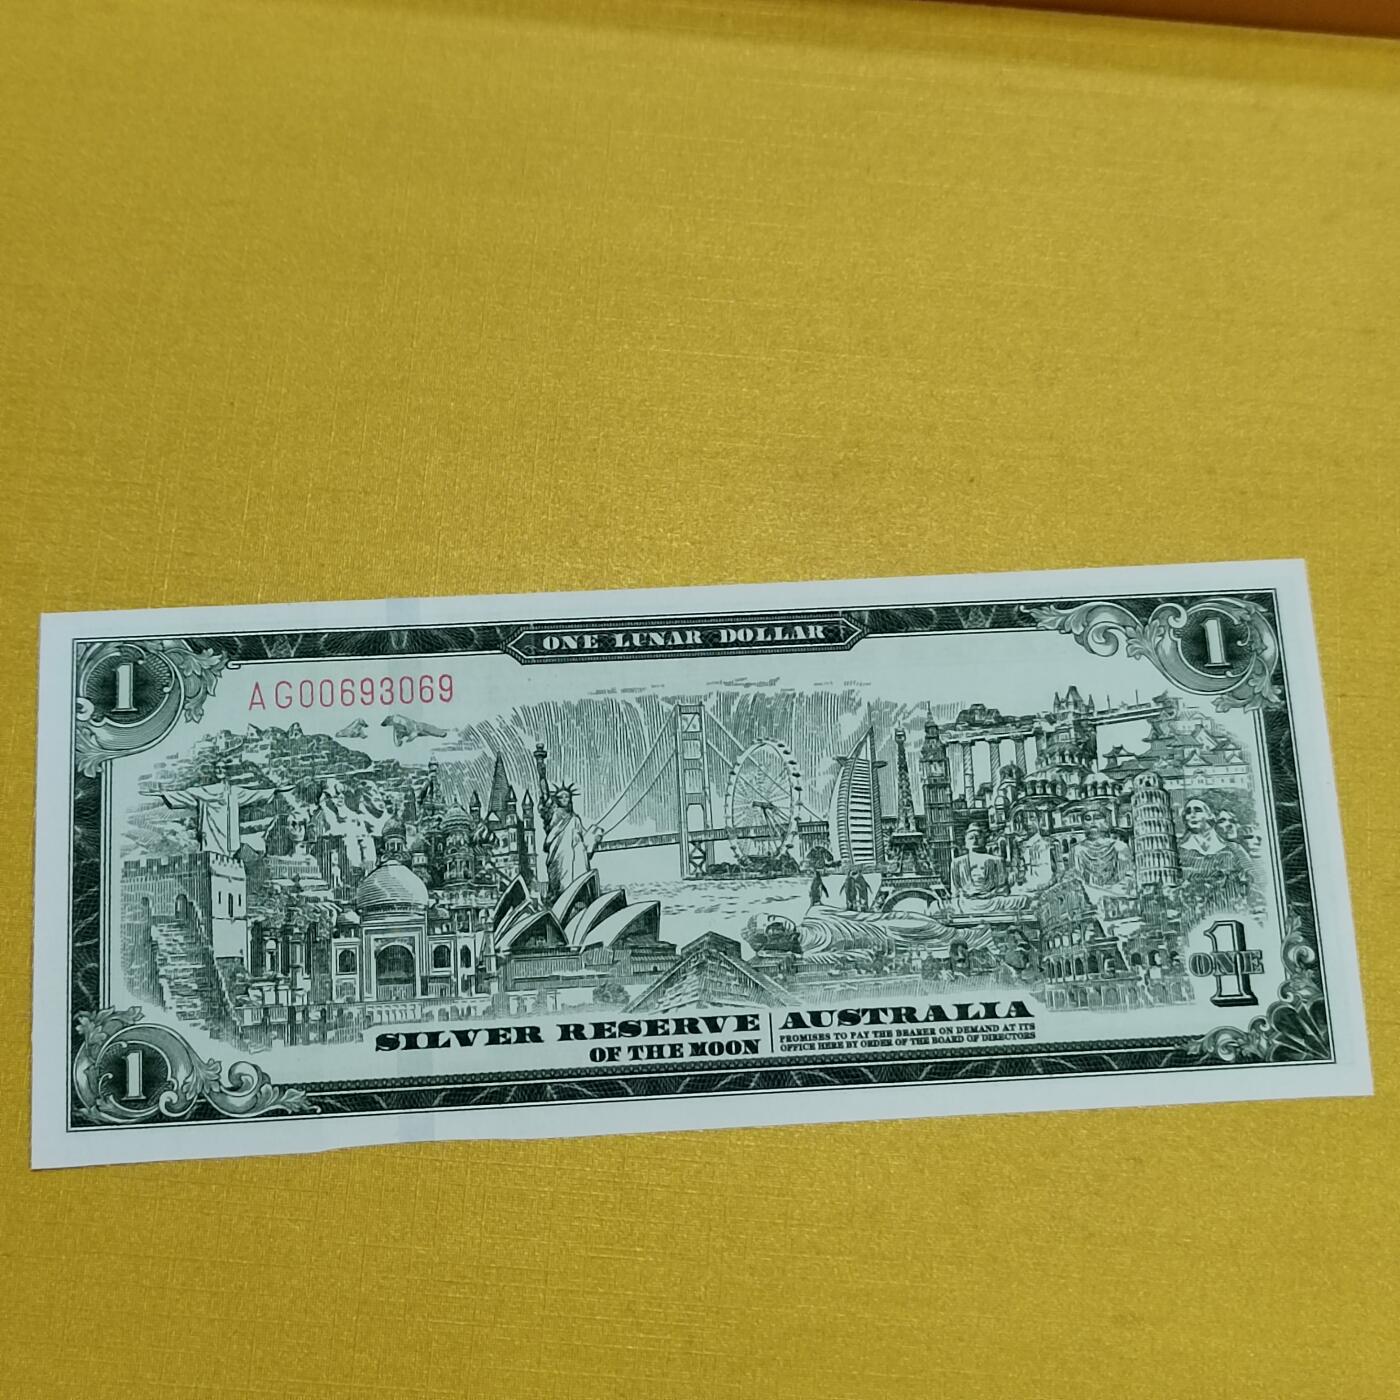 ONE LUNAR DOLLAR
1
1
AG00693069
1
ONE
SILVER RESERVE
OF THE MOON
AUSTRALIA
PROMISES TO PAY THE BEARER ON DEMAND AT ITS
OFFICE HERE BY ORDER OF THE BOARD OF DIRECTORS
1